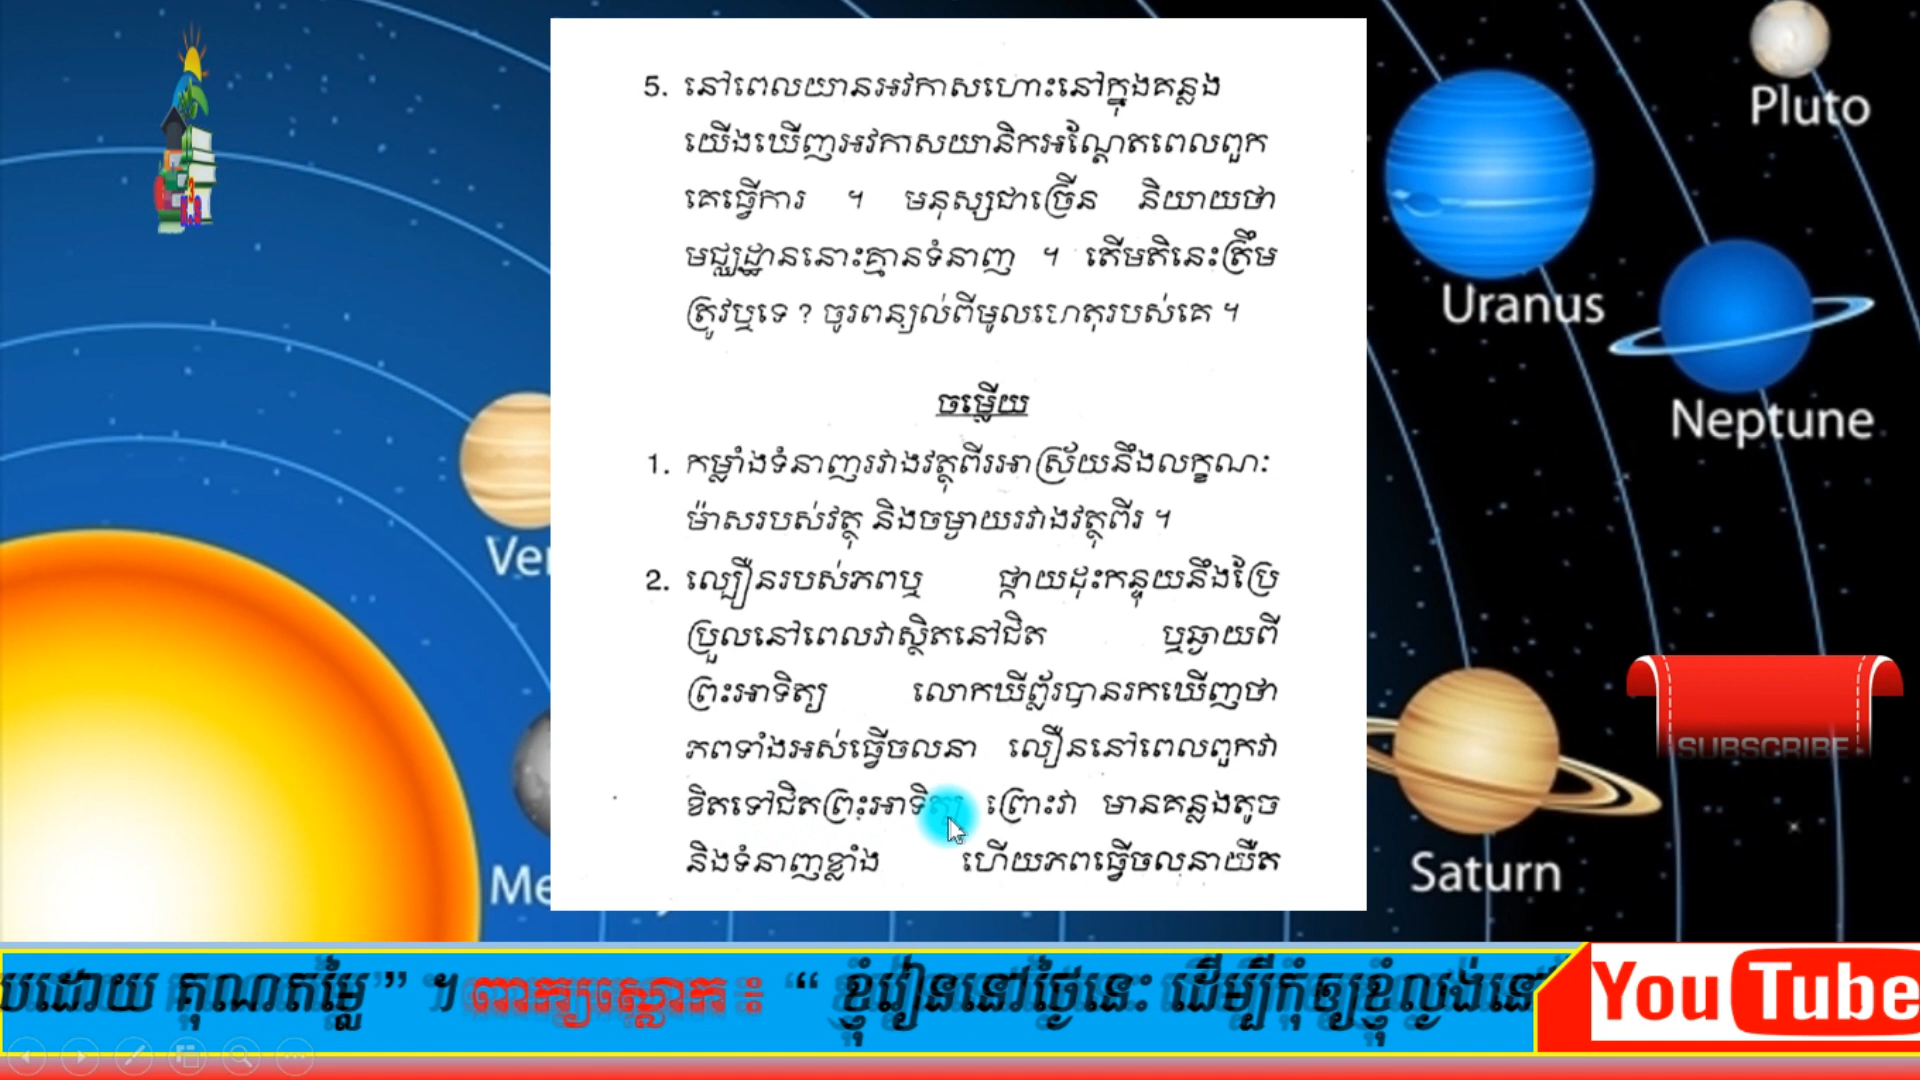 5. នៅពេលយានអវកាសហោះនៅក្នុងគន្លង
យើងឃើញអវកាសយានិកអណ្តែតពេលពួក
គេធ្វើការ ។ មនុស្សជាច្រើន និយាយថា
មជ្ឈដ្ឋាននោះគ្មានទំនាញ ។ តើមតិនេះត្រឹម
ត្រូវឬទេ ? ចូរពន្យល់ពីមូលហេតុរបស់គេ ។
ចម្លើយ
1. កម្លាំងទំនាញរវាងវត្ថុពីរអាស្រ័យនឹងលក្ខណៈ
ម៉ាសរបស់វត្ថុ និងចម្ងាយរវាងវត្ថុពីរ ។
2. ល្បឿនរបស់ភពឬ ផ្កាយដុះកន្ទុយនឹងប្រែ
ប្រួលនៅពេលវាស្ថិតនៅជិត ឬឆ្ងាយពី
ព្រះអាទិត្យ លោកឃីព្ល័របានរកឃើញថា
ភពទាំងអស់ធ្វើចលនា លឿននៅពេលពួកវា
ខិតទៅជិតព្រះអាទិត្យ ព្រោះវា មានគន្លងតូច
និងទំនាញខ្លាំង ហើយភពធ្វើចលនាយឺត
Pluto
Uranus
Neptune
Ver
Me
Saturn
SUBSCRIBE
បដោយ គុណតម្លៃ ” ។ ពាក្យស្លោក ៖ “ ខ្ញុំរៀននៅថ្ងៃនេះ ដើម្បីកុំឲ្យខ្ញុំល្ងង់នៅ
YouTube